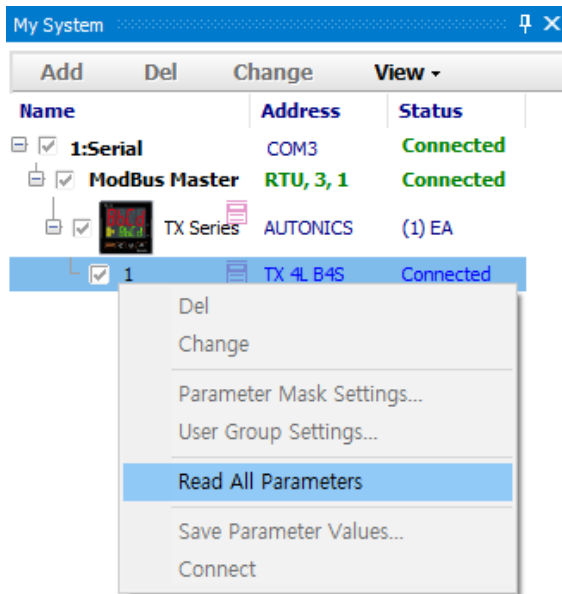 My System
Add Del Change View
Name Address Status
1:Serial COM3 Connected
ModBus Master RTU, 3, 1 Connected
TX Series AUTONICS (1) EA
1 TX 4L B4S Connected
Del
Change
Parameter Mask Settings...
User Group Settings...
Read All Parameters
Save Parameter Values...
Connect